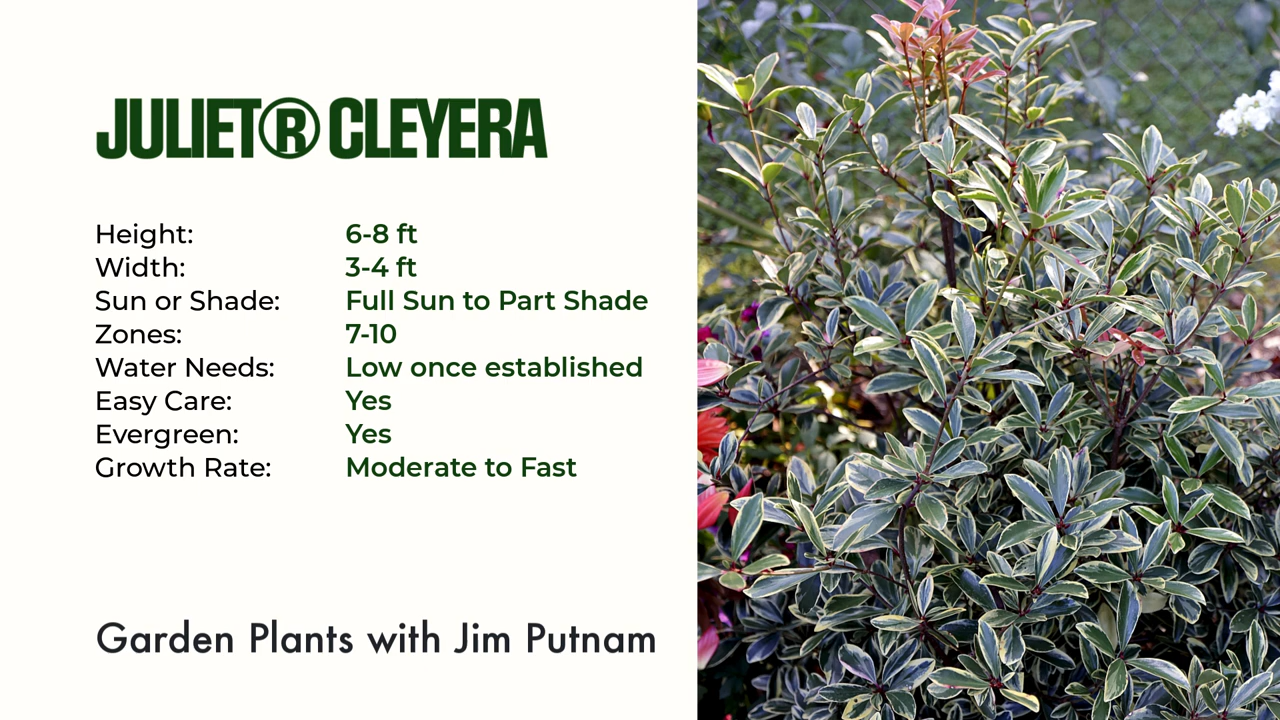 JULIET® CLEYERA
Height: 6-8 ft
Width: 3-4 ft
Sun or Shade: Full Sun to Part Shade
Zones: 7-10
Water Needs: Low once established
Easy Care: Yes
Evergreen: Yes
Growth Rate: Moderate to Fast
Garden Plants with Jim Putnam